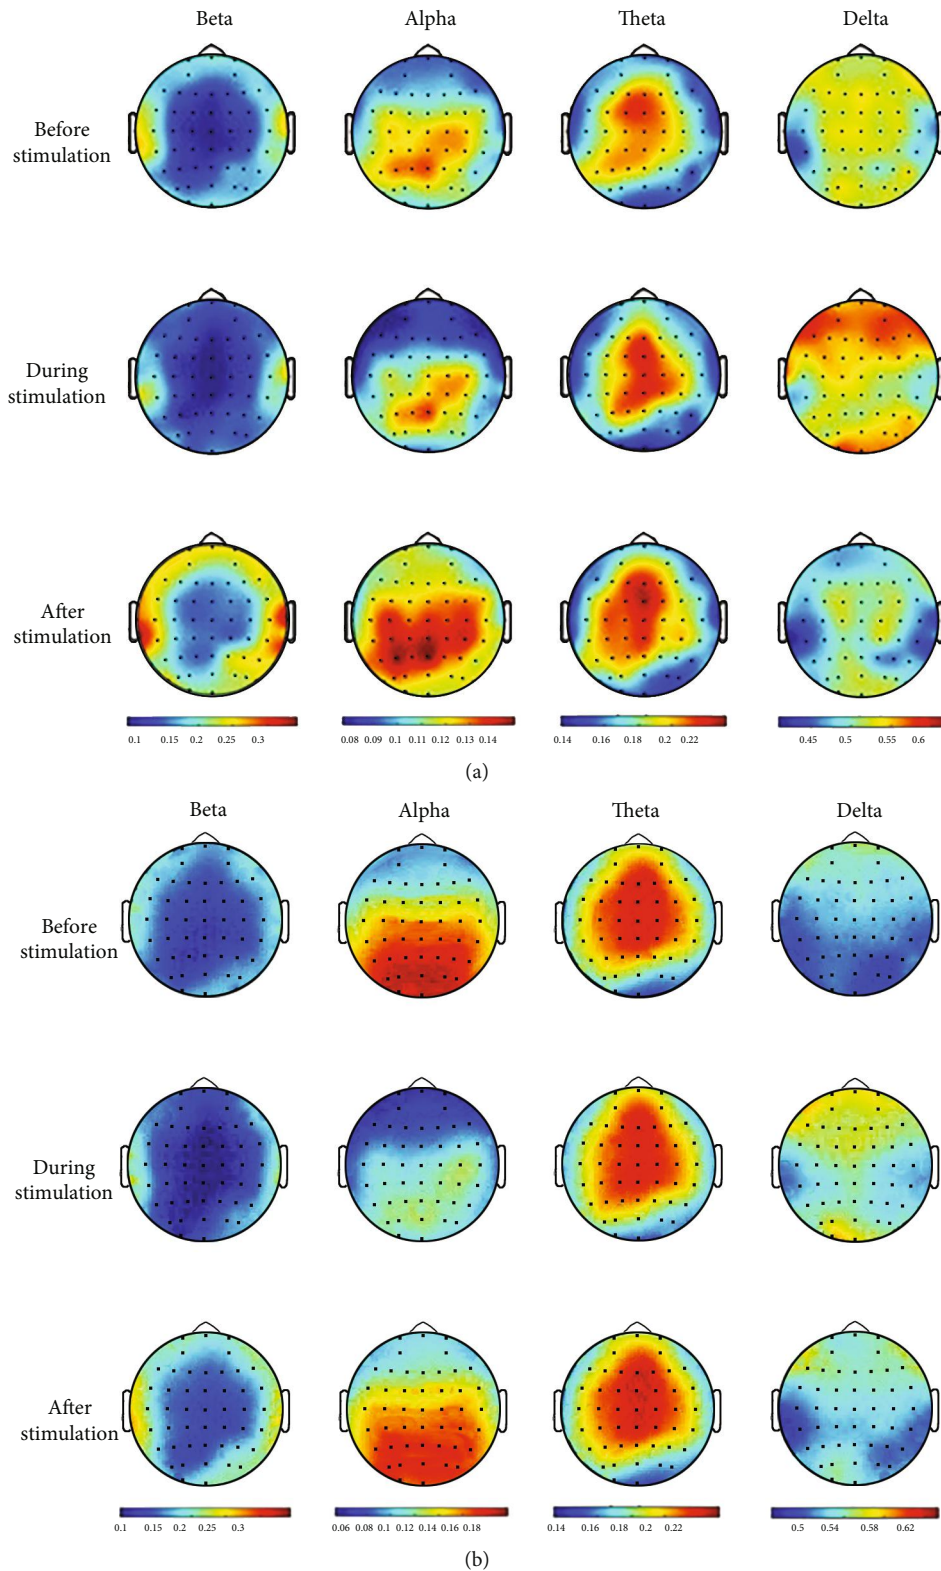 Beta Alpha Theta Delta
Before
stimulation
During
stimulation
After
stimulation
0.1 0.15 0.2 0.25 0.3 0.08 0.09 0.1 0.11 0.12 0.13 0.14 0.14 0.16 0.18 0.2 0.22 0.45 0.5 0.55 0.6
(a)
Beta Alpha Theta Delta
Before
stimulation
During
stimulation
After
stimulation
0.1 0.15 0.2 0.25 0.3 0.06 0.08 0.1 0.12 0.14 0.16 0.18 0.14 0.16 0.18 0.2 0.22 0.5 0.54 0.58 0.62
(b)